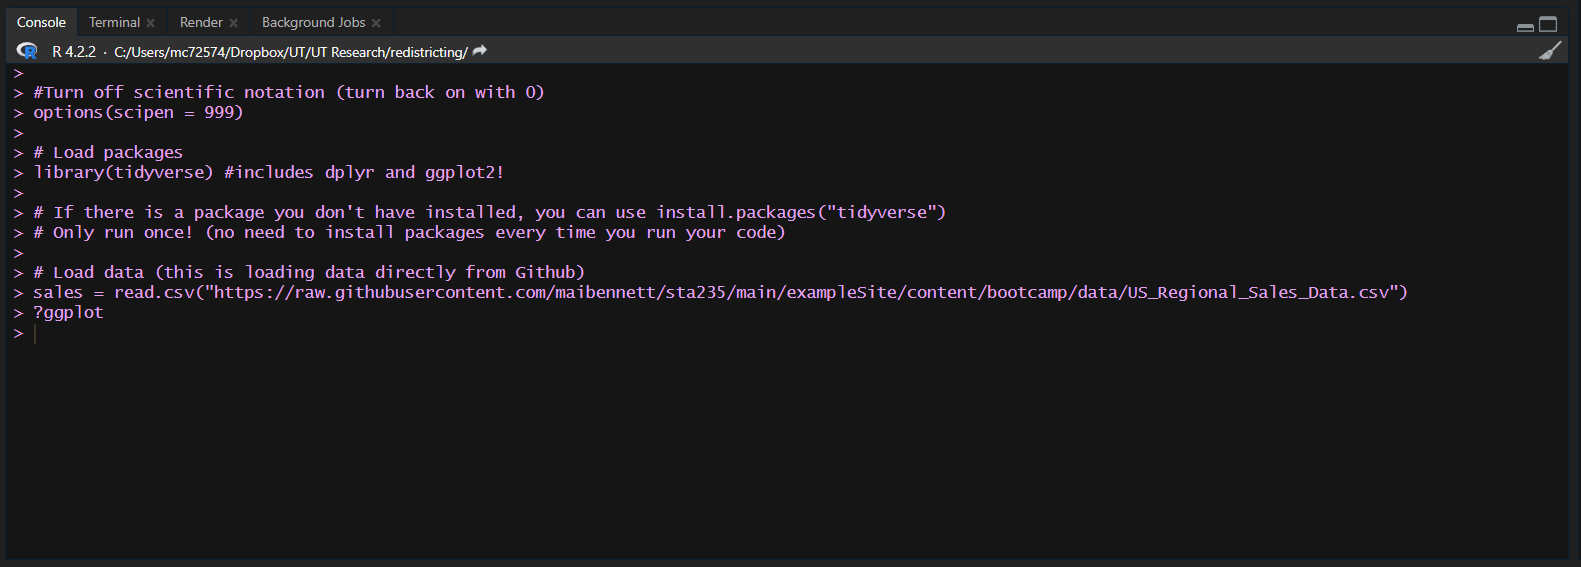 Console Terminal Render Background Jobs
R 4.2.2 · C:/Users/mc72574/Dropbox/UT/UT Research/redistricting/
>
> #Turn off scientific notation (turn back on with 0)
> options(scipen = 999)
>
> # Load packages
> library(tidyverse) #includes dplyr and ggplot2!
>
> # If there is a package you don't have installed, you can use install.packages("tidyverse")
> # Only run once! (no need to install packages every time you run your code)
>
> # Load data (this is loading data directly from Github)
> sales = read.csv("https://raw.githubusercontent.com/maibennett/sta235/main/exampleSite/content/bootcamp/data/US_Regional_Sales_Data.csv")
> ?ggplot
>